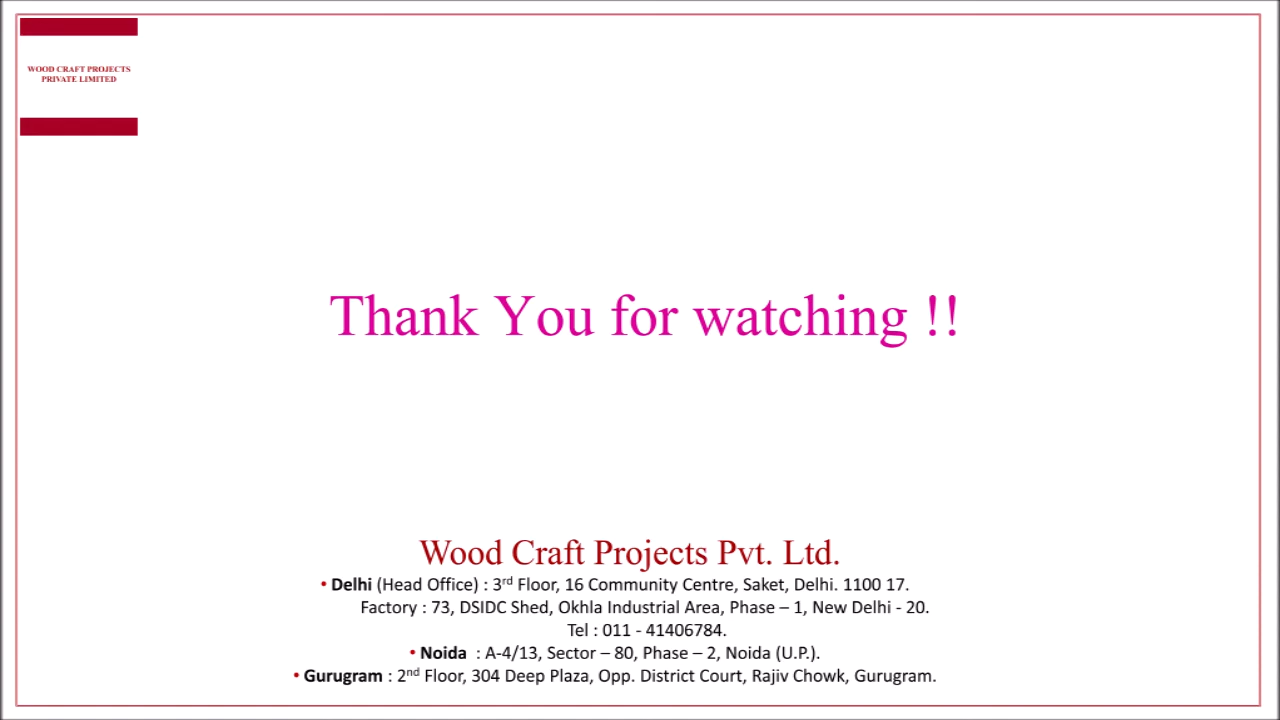 WOOD CRAFT PROJECTS
PRIVATE LIMITED
Thank You for watching !!
Wood Craft Projects Pvt. Ltd.
• Delhi (Head Office) : 3rd Floor, 16 Community Centre, Saket, Delhi. 1100 17.
Factory : 73, DSIDC Shed, Okhla Industrial Area, Phase – 1, New Delhi - 20.
Tel : 011 - 41406784.
• Noida : A-4/13, Sector – 80, Phase – 2, Noida (U.P.).
• Gurugram : 2nd Floor, 304 Deep Plaza, Opp. District Court, Rajiv Chowk, Gurugram.